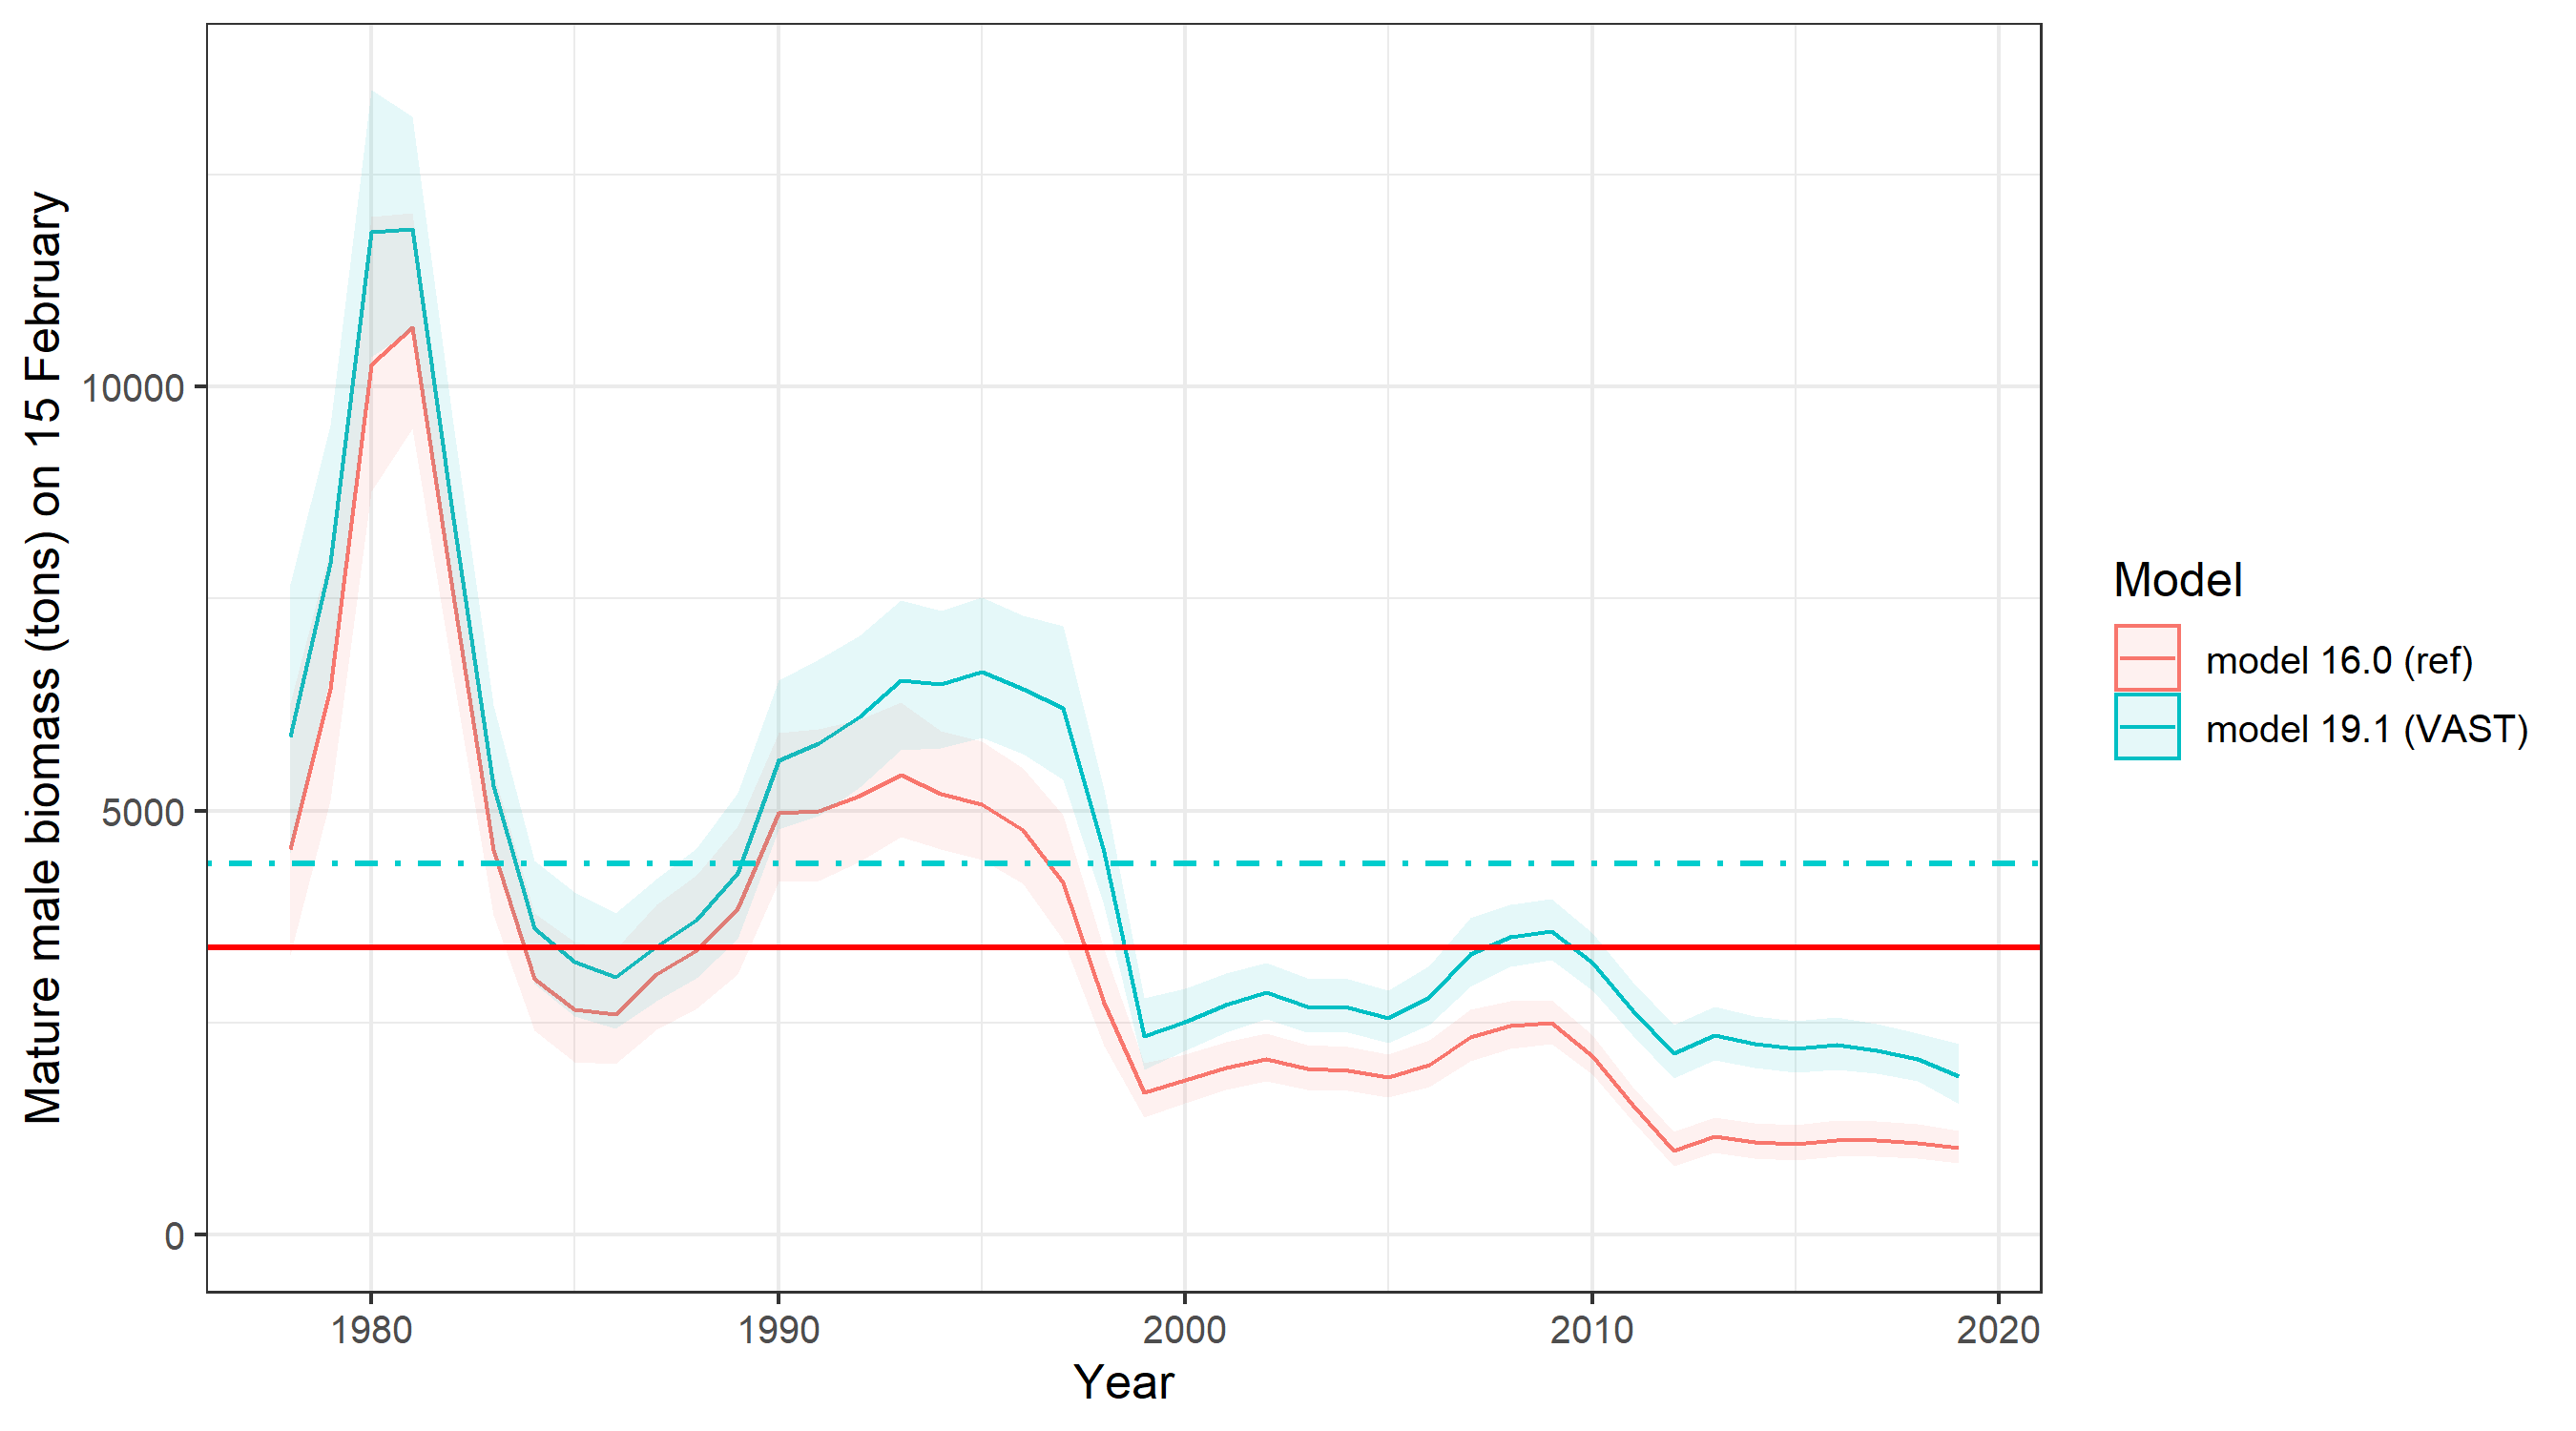 Mature male biomass (tons) on 15 February
10000
5000
0
1980
1990
2000
2010
2020
Year
Model
model 16.0 (ref)
model 19.1 (VAST)